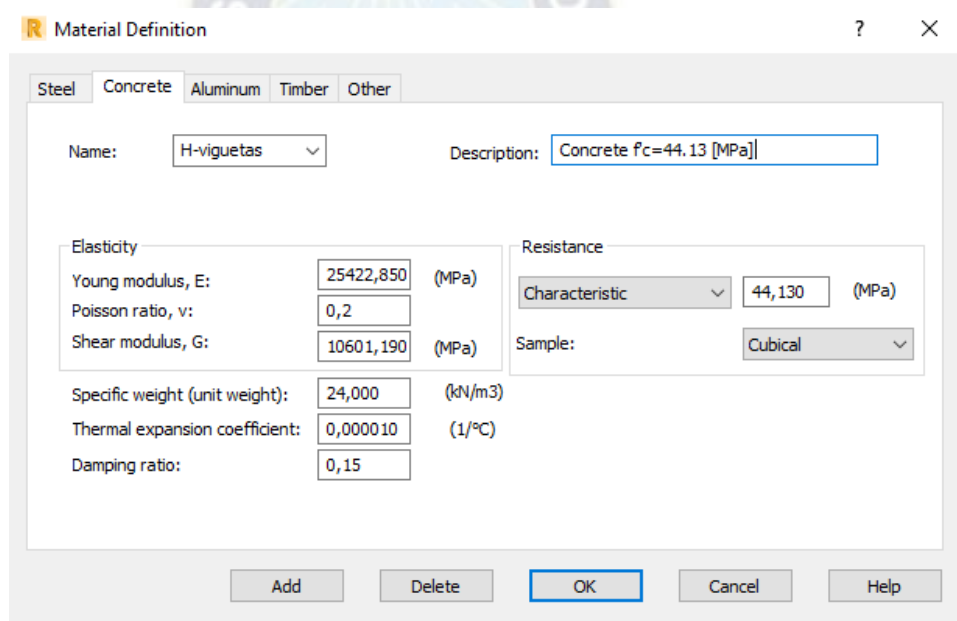 R Material Definition ? ×
Steel Concrete Aluminum Timber Other
Name: H-viguetas Description: Concrete f'c=44.13 [MPa]
Elasticity Resistance
Young modulus, E: 25422,850 (MPa) Characteristic 44,130 (MPa)
Poisson ratio, v: 0,2
Shear modulus, G: 10601,190 (MPa) Sample: Cubical
Specific weight (unit weight): 24,000 (kN/m3)
Thermal expansion coefficient: 0,000010 (1/°C)
Damping ratio: 0,15
Add Delete OK Cancel Help